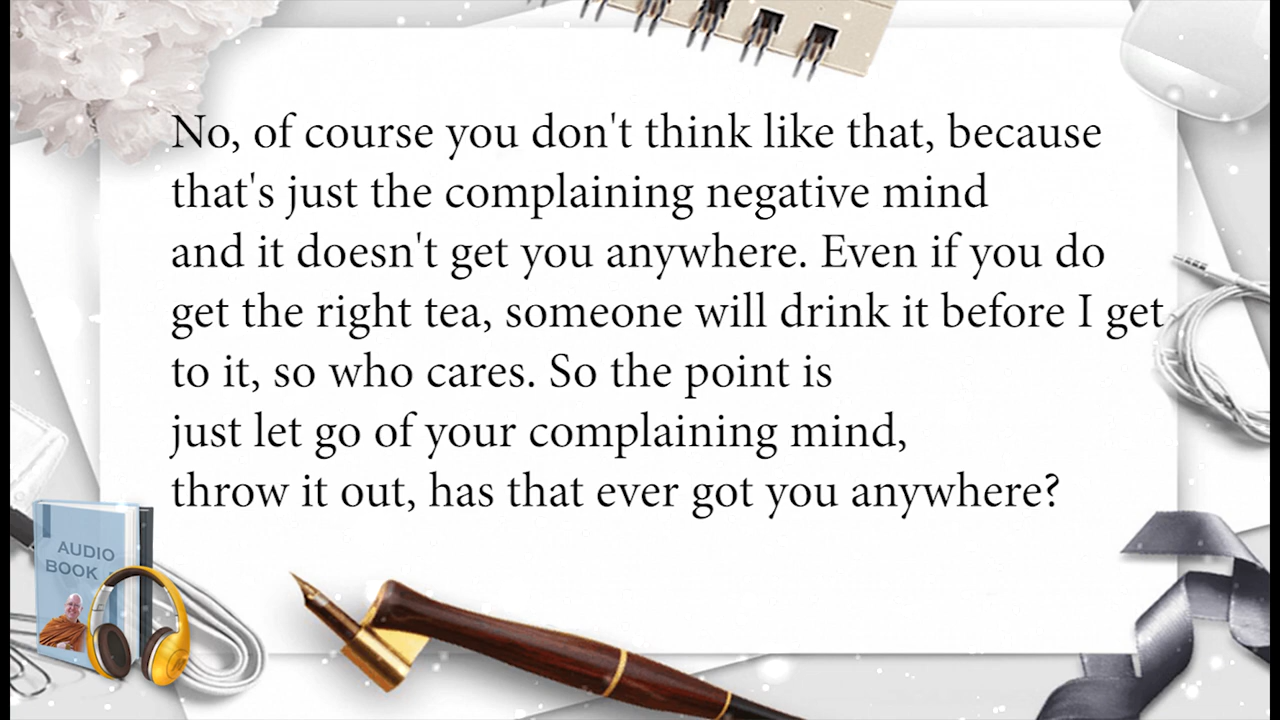 No, of course you don't think like that, because
that's just the complaining negative mind
and it doesn't get you anywhere. Even if you do
get the right tea, someone will drink it before I get
to it, so who cares. So the point is
just let go of your complaining mind,
throw it out, has that ever got you anywhere?
AUDIO
BOOK